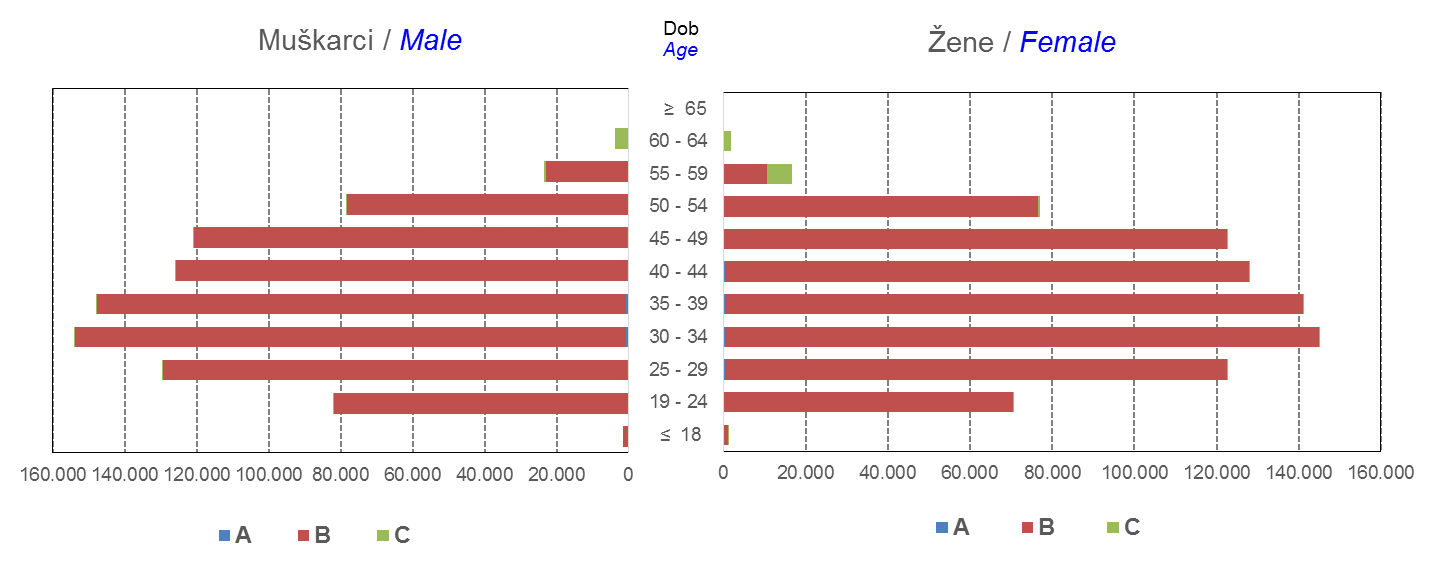 Muškarci / Male
Dob
Age
Žene / Female
≥ 65
60 - 64
55 - 59
50 - 54
45 - 49
40 - 44
35 - 39
30 - 34
25 - 29
19 - 24
≤ 18
160.000 140.000 120.000 100.000 80.000 60.000 40.000 20.000 0
0 20.000 40.000 60.000 80.000 100.000 120.000 140.000 160.000
A B C
A B C